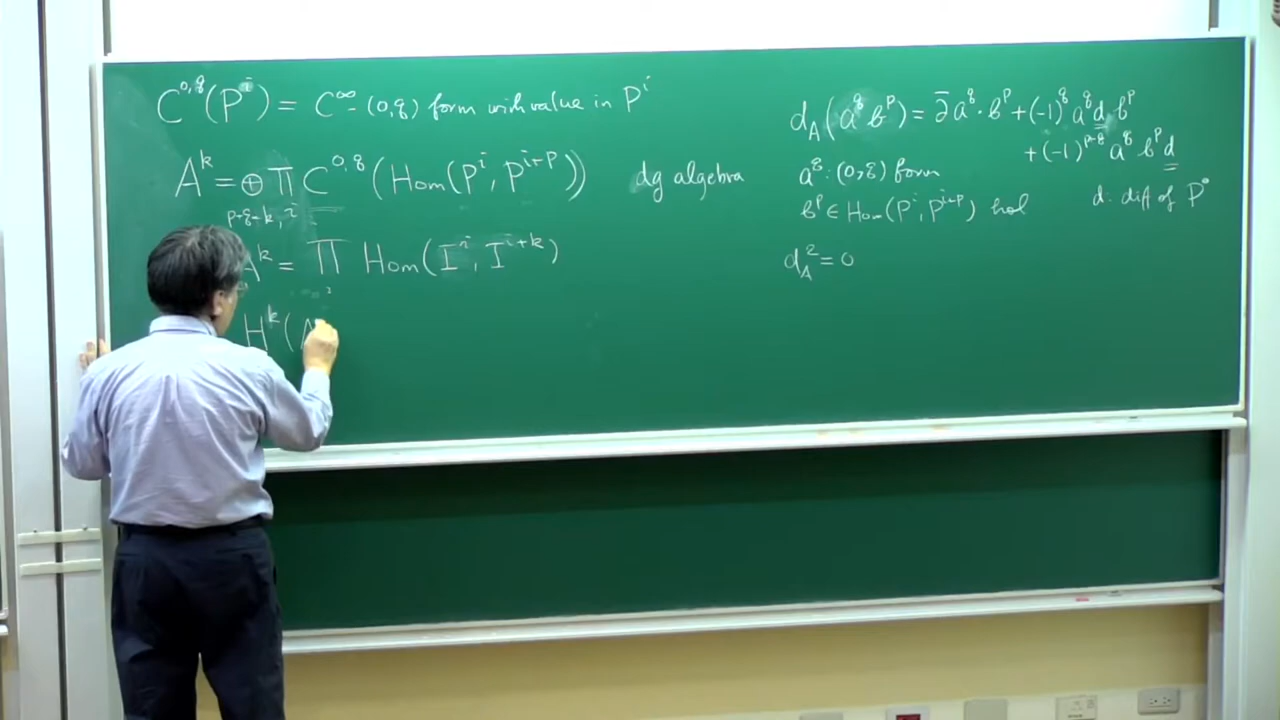 C^{0,q}(P^i) = C^∞-(0,q) form with value in P^i
A^k = ⊕ Π C^{0,q}(Hom(P^i, P^{i+p})) dg algebra
p+q=k, i
A^k = Π Hom(I^i, I^{i+k})
i
H^k(A
d_A(a^q b^p) = ∂̄a^q · b^p + (-1)^q a^q d b^p
+ (-1)^{p-q} a^q b^p d
a^q : (0,q) form
b^p ∈ Hom(P^i, P^{i+p}) hol
d: diff of P^•
d_A^2 = 0